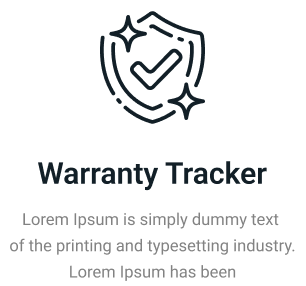 Warranty Tracker
Lorem Ipsum is simply dummy text
of the printing and typesetting industry.
Lorem Ipsum has been